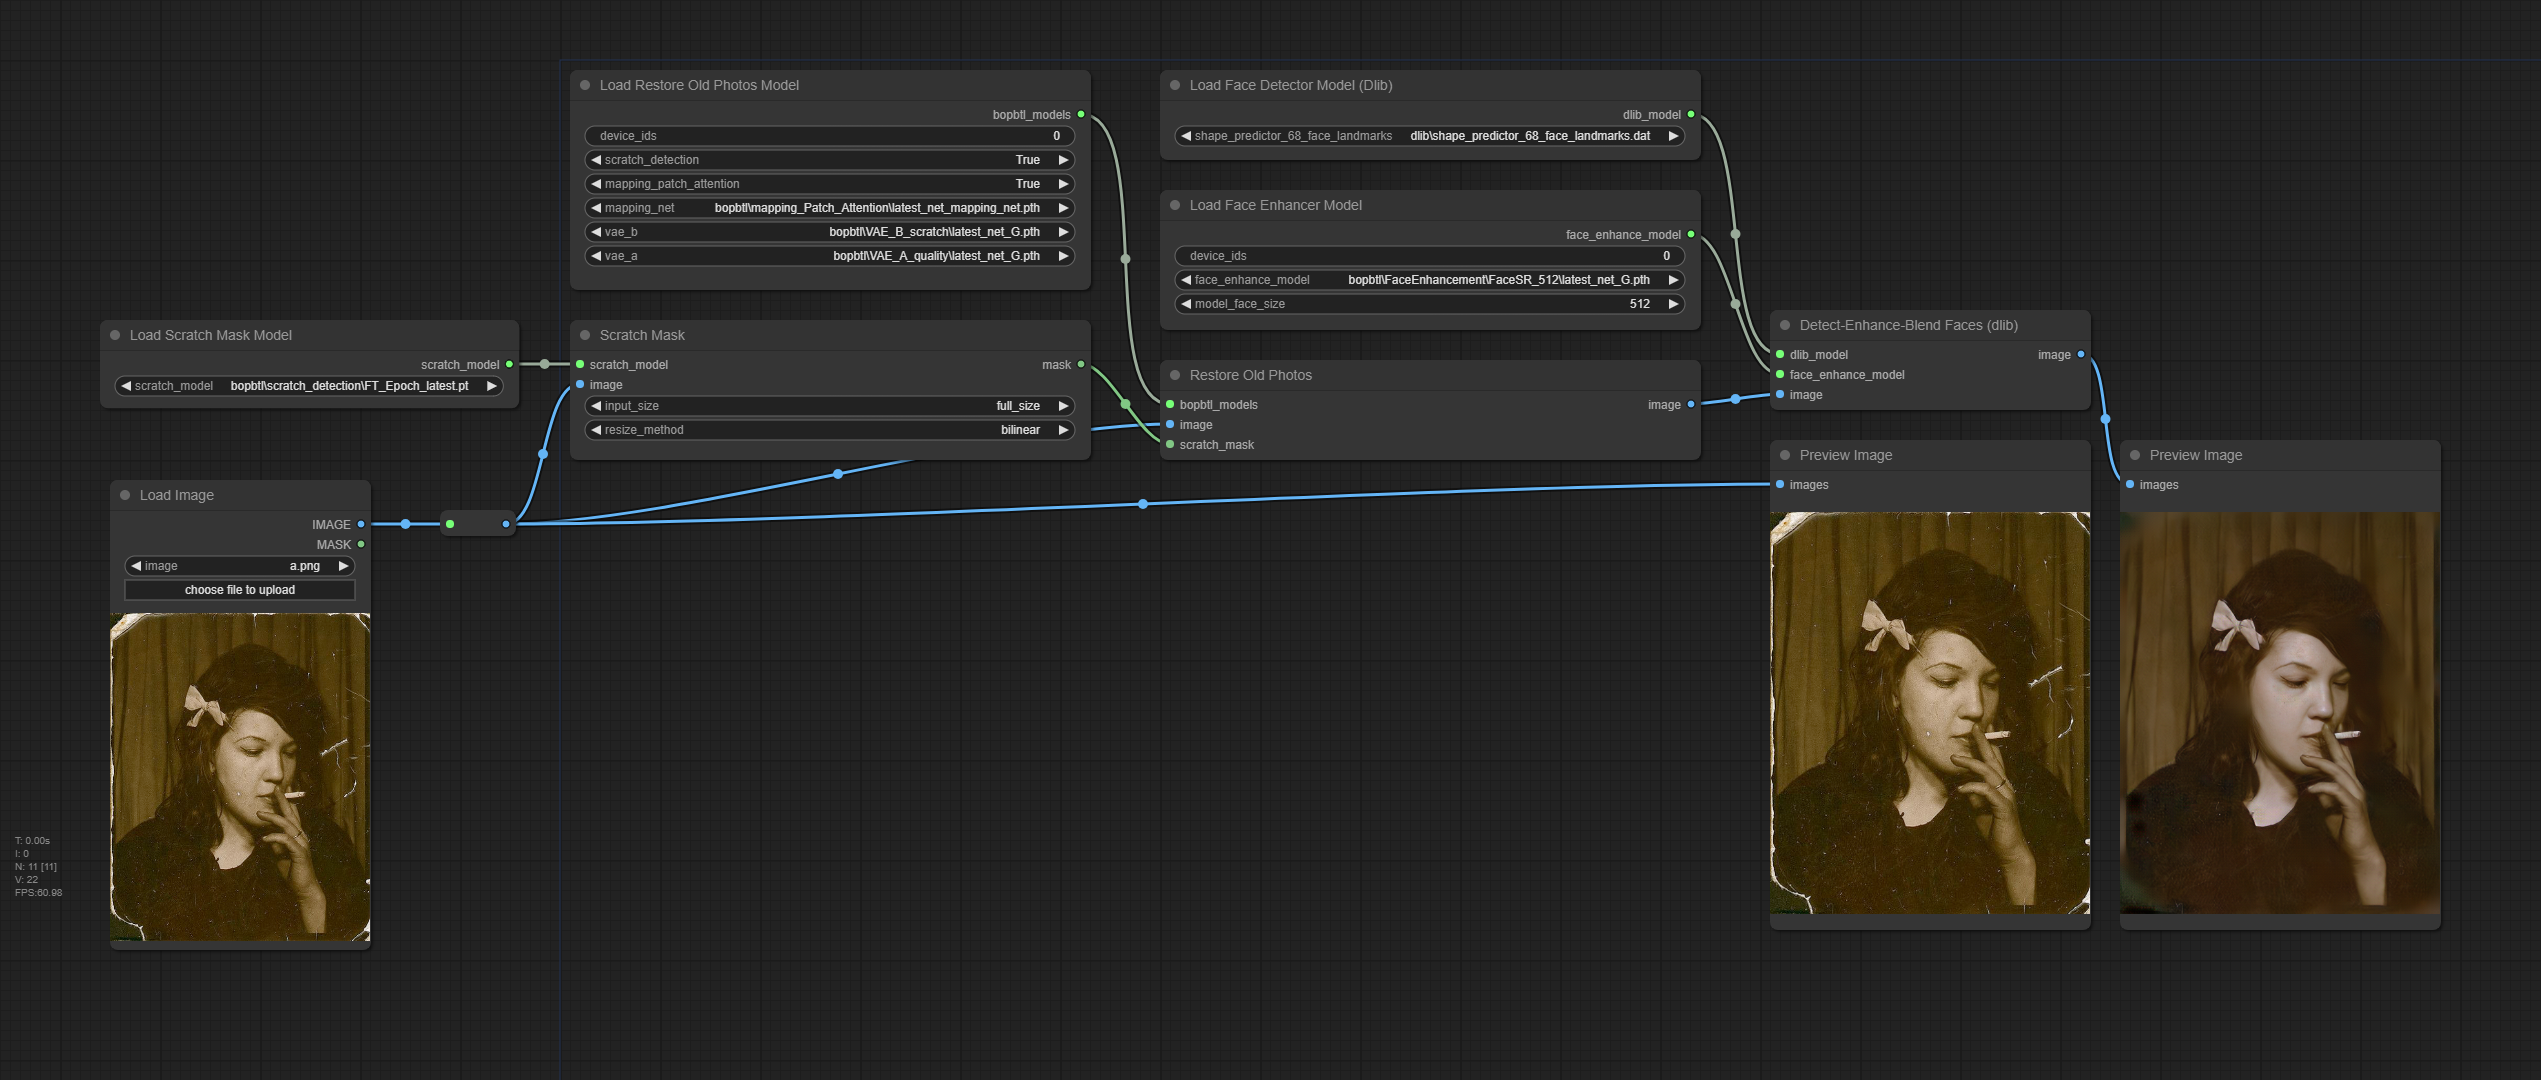 Load Restore Old Photos Model
bopbtl_models
device_ids 0
scratch_detection True
mapping_patch_attention True
mapping_net bopbtl\mapping_Patch_Attention\latest_net_mapping_net.pth
vae_b bopbtl\VAE_B_scratch\latest_net_G.pth
vae_a bopbtl\VAE_A_quality\latest_net_G.pth
Load Face Detector Model (Dlib)
dlib_model
shape_predictor_68_face_landmarks dlib\shape_predictor_68_face_landmarks.dat
Load Face Enhancer Model
face_enhance_model
device_ids 0
face_enhance_model bopbtl\FaceEnhancement\FaceSR_512\latest_net_G.pth
model_face_size 512
Load Scratch Mask Model
scratch_model
scratch_model bopbtl\scratch_detection\FT_Epoch_latest.pt
Scratch Mask
scratch_model mask
image
input_size full_size
resize_method bilinear
Restore Old Photos
bopbtl_models image
image
scratch_mask
Detect-Enhance-Blend Faces (dlib)
dlib_model image
face_enhance_model
image
Load Image
IMAGE
MASK
image a.png
choose file to upload
Preview Image
images
Preview Image
images
T: 0.00s
I: 0
N: 11 [11]
V: 22
FPS:60.98